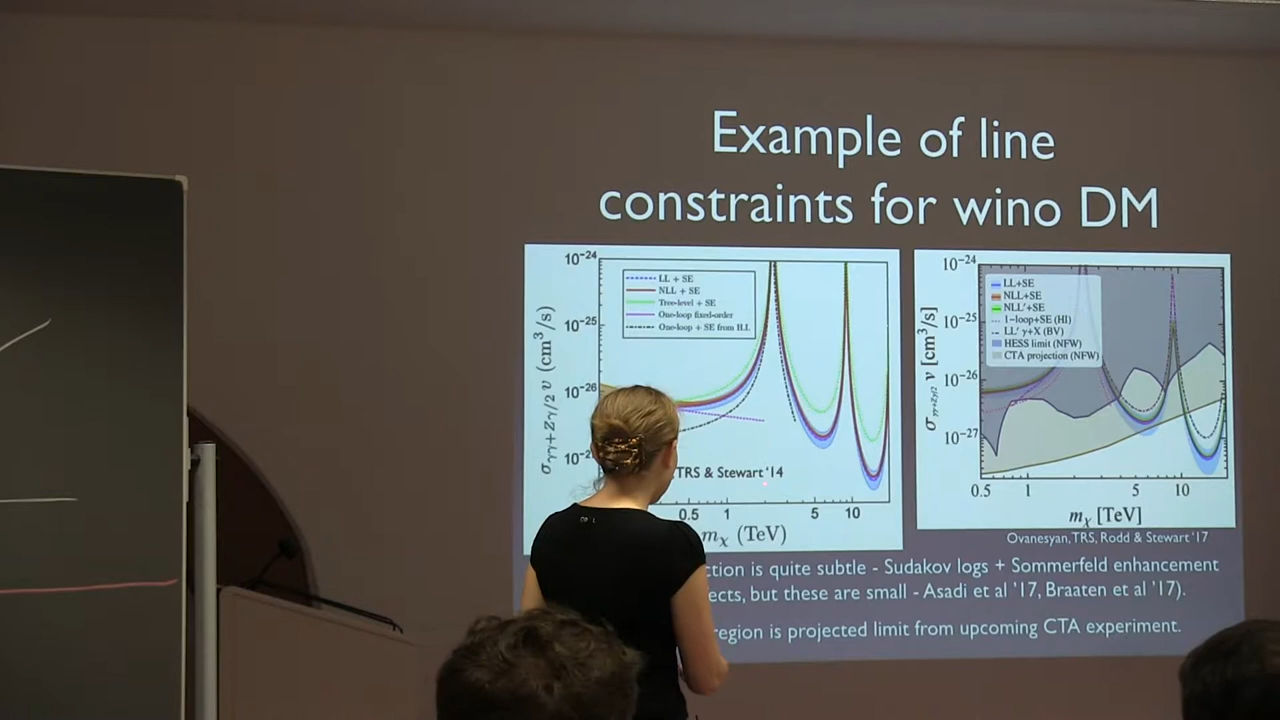 Example of line
constraints for wino DM
10⁻²⁴
10⁻²⁵
10⁻²⁶
10⁻²
σγγ+Zγ/2 v (cm³/s)
LL + SE
NLL + SE
Tree-level + SE
One-loop fixed-order
One-loop + SE from H.I.
TRS & Stewart '14
0.5 1 5 10
mχ (TeV)
10⁻²⁴
10⁻²⁵
10⁻²⁶
10⁻²⁷
σγγ+Zγ/2 v [cm³/s]
LL+SE
NLL+SE
NLL'+SE
1-loop+SE (HI)
LL' γ+X (BV)
HESS limit (NFW)
CTA projection (NFW)
0.5 1 5 10
mχ [TeV]
Ovanesyan, TRS, Rodd & Stewart '17
ction is quite subtle - Sudakov logs + Sommerfeld enhancement
ects, but these are small - Asadi et al '17, Braaten et al '17).
region is projected limit from upcoming CTA experiment.